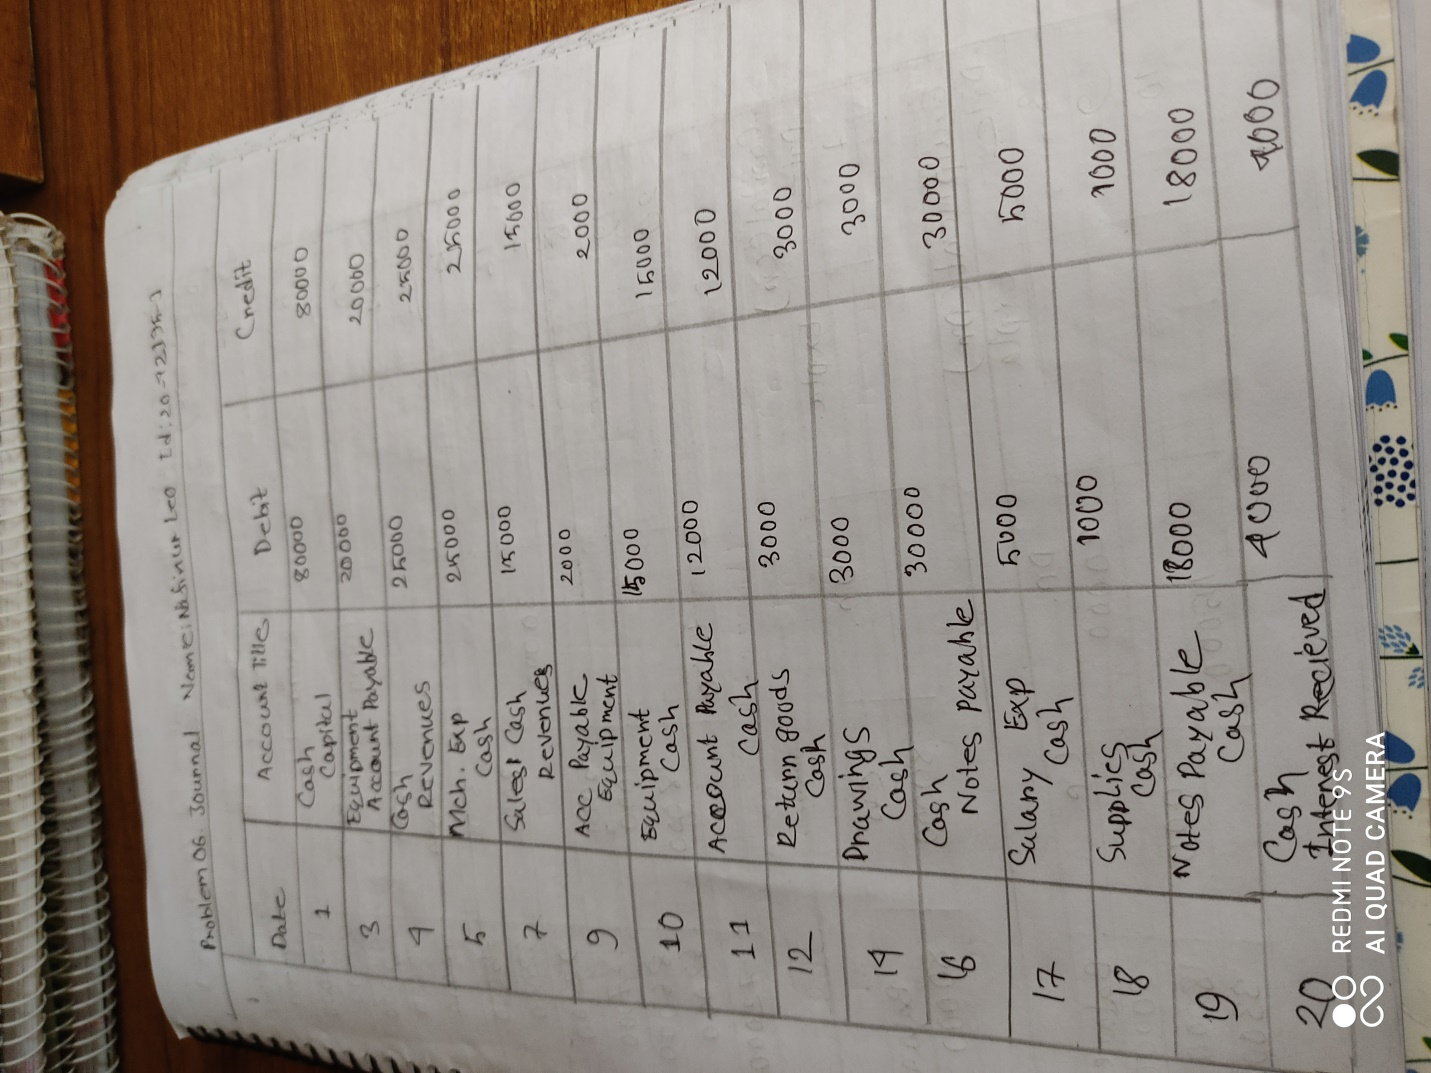 Problem 06 Journal Name: Nafinur Leo Id: 20-
Date Account Title Debit Credit
1 Cash 80000
Capital 80000
3 Equipment 20000
Account Payable 20000
4 Cash 25000
Revenues 25000
5 Mch. Exp 25000
Cash 25000
7 Sales Cash 15000
Revenues 15000
9 Acc Payable 2000
Equipment 2000
10 Equipment 15000
Cash 15000
11 Account Payable 12000
Cash 12000
12 Return goods 3000
Cash 3000
14 Drawings 3000
Cash 3000
16 Cash 30000
Notes Payable 30000
17 Salary Exp 5000
Cash 5000
18 Supplies 1000
Cash 1000
19 Notes Payable 18000
Cash 18000
20 Cash 4000
Interest Recieved 4000
REDMI NOTE 9S
AI QUAD CAMERA